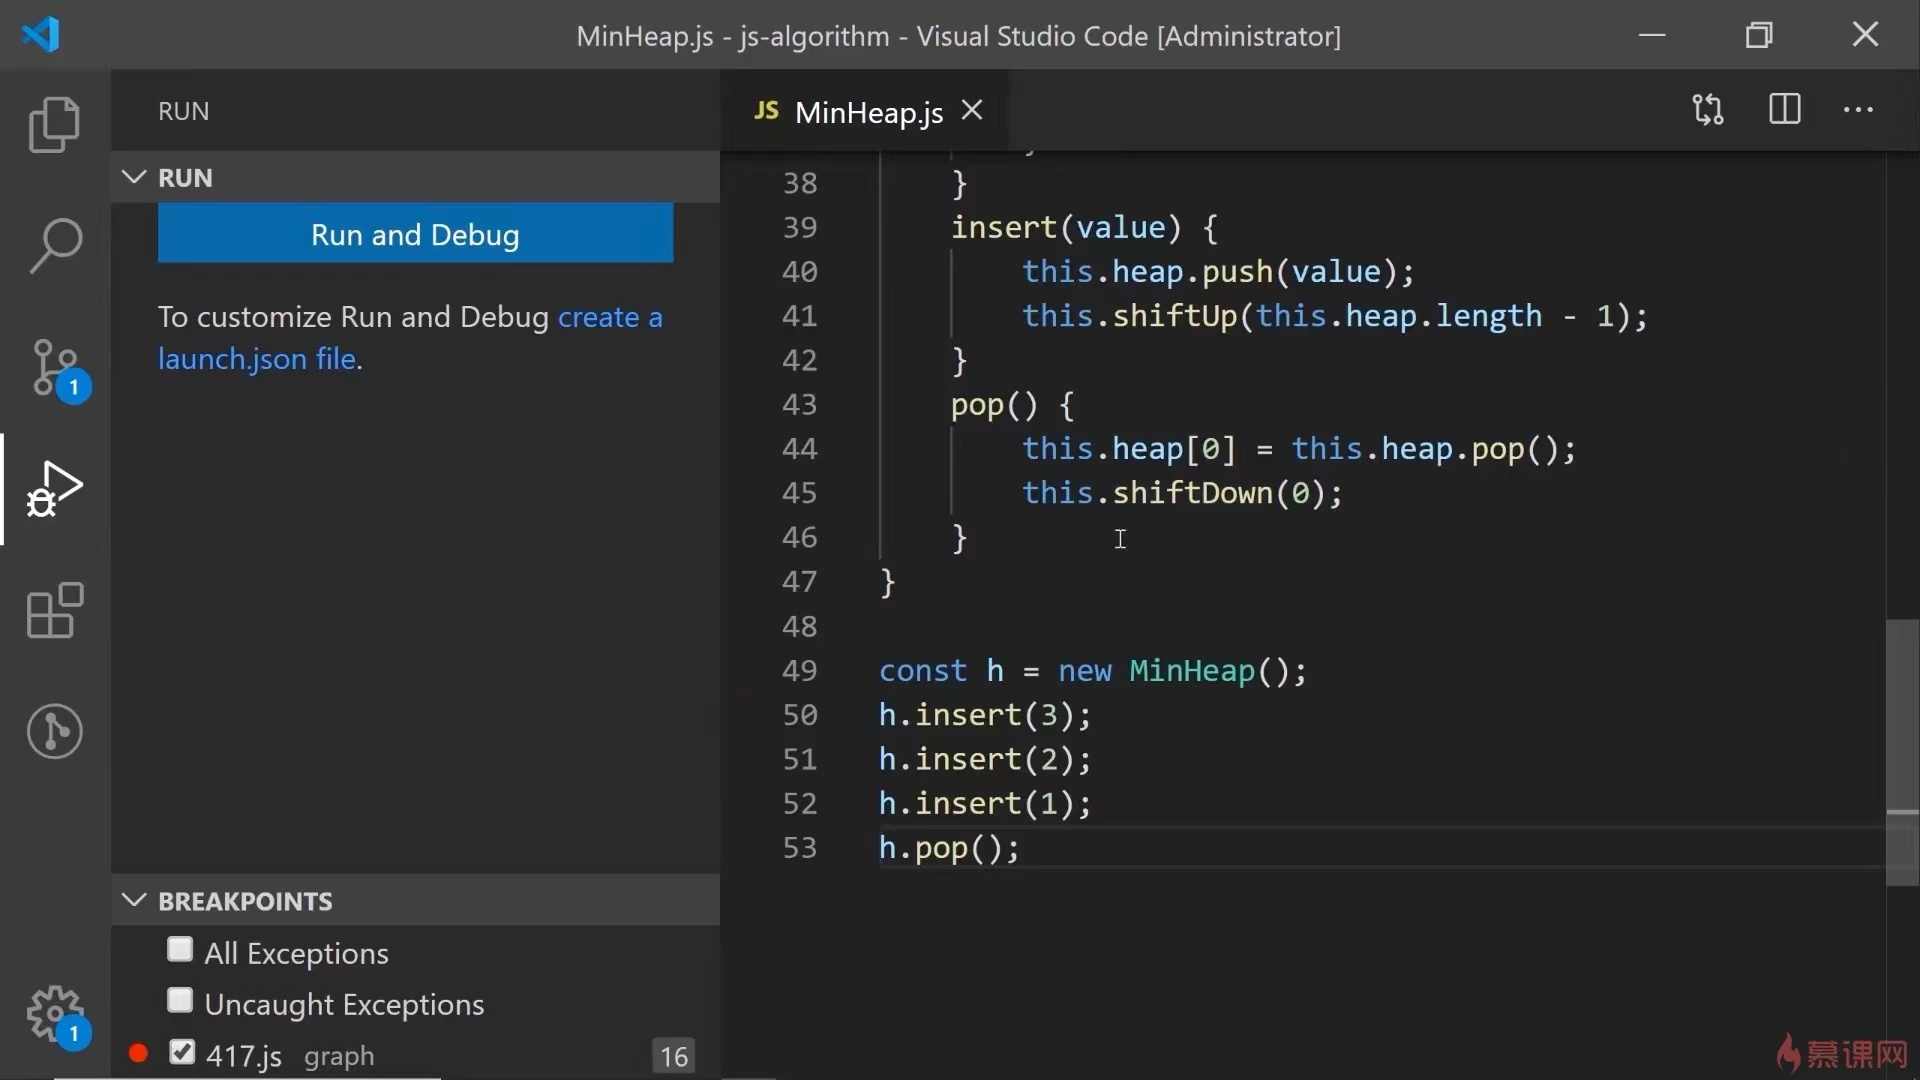 MinHeap.js - js-algorithm - Visual Studio Code [Administrator]
RUN
RUN
Run and Debug
To customize Run and Debug create a
launch.json file.
1
1
BREAKPOINTS
All Exceptions
Uncaught Exceptions
417.js graph 16
JS MinHeap.js
38 }
39 insert(value) {
40 this.heap.push(value);
41 this.shiftUp(this.heap.length - 1);
42 }
43 pop() {
44 this.heap[0] = this.heap.pop();
45 this.shiftDown(0);
46 }
47 }
48
49 const h = new MinHeap();
50 h.insert(3);
51 h.insert(2);
52 h.insert(1);
53 h.pop();
慕课网